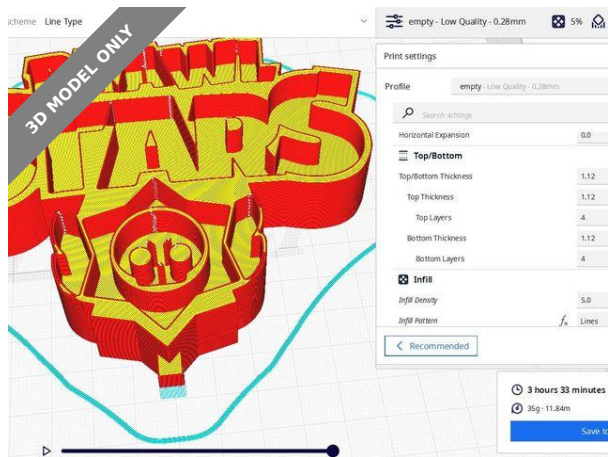 scheme Line Type
empty - Low Quality - 0.28mm
5%
3D MODEL ONLY
STARS
Print settings
Profile empty - Low Quality - 0.28mm
Search settings
Horizontal Expansion 0.0
Top/Bottom
Top/Bottom Thickness 1.12
Top Thickness 1.12
Top Layers 4
Bottom Thickness 1.12
Bottom Layers 4
Infill
Infill Density 5.0
Infill Pattern Lines
Recommended
3 hours 33 minutes
35g · 11.84m
Save to